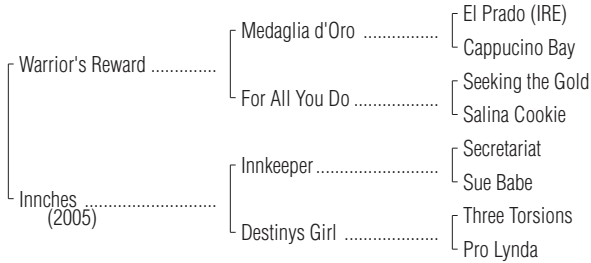 El Prado (IRE)
Medaglia d'Oro ................
Cappucino Bay
Warrior's Reward ..............
Seeking the Gold
For All You Do ..................
Salina Cookie
Secretariat
Innkeeper..........................
Sue Babe
Innches ............................
(2005)
Three Torsions
Destinys Girl ....................
Pro Lynda